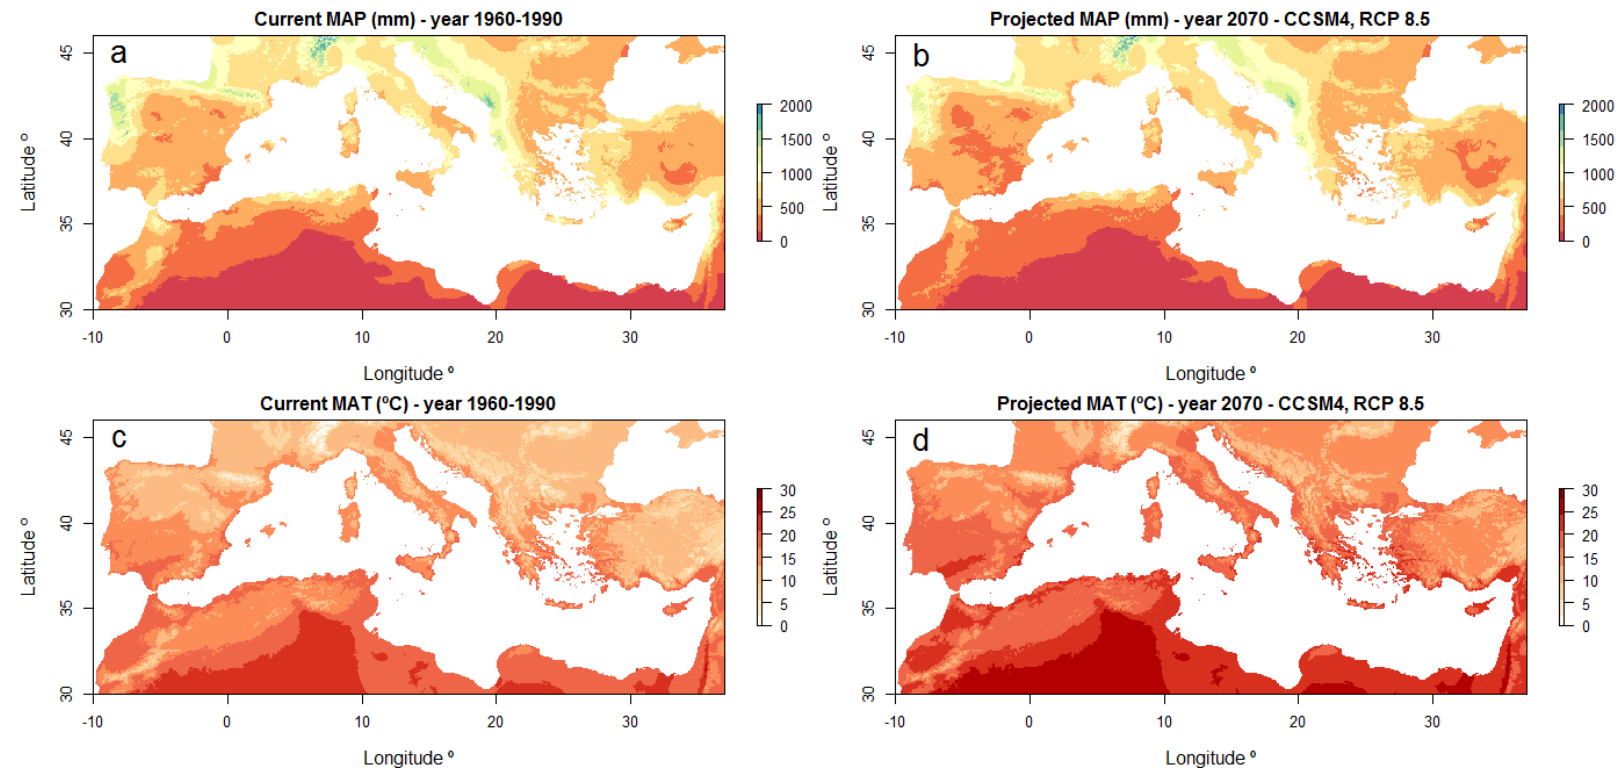 Current MAP (mm) - year 1960-1990
a
Latitude º
45
40
35
30
-10 0 10 20 30
Longitude º
2000
1500
1000
500
0
Projected MAP (mm) - year 2070 - CCSM4, RCP 8.5
b
Latitude º
45
40
35
30
-10 0 10 20 30
Longitude º
2000
1500
1000
500
0
Current MAT (ºC) - year 1960-1990
c
Latitude º
45
40
35
30
-10 0 10 20 30
Longitude º
30
25
20
15
10
5
0
Projected MAT (ºC) - year 2070 - CCSM4, RCP 8.5
d
Latitude º
45
40
35
30
-10 0 10 20 30
Longitude º
30
25
20
15
10
5
0